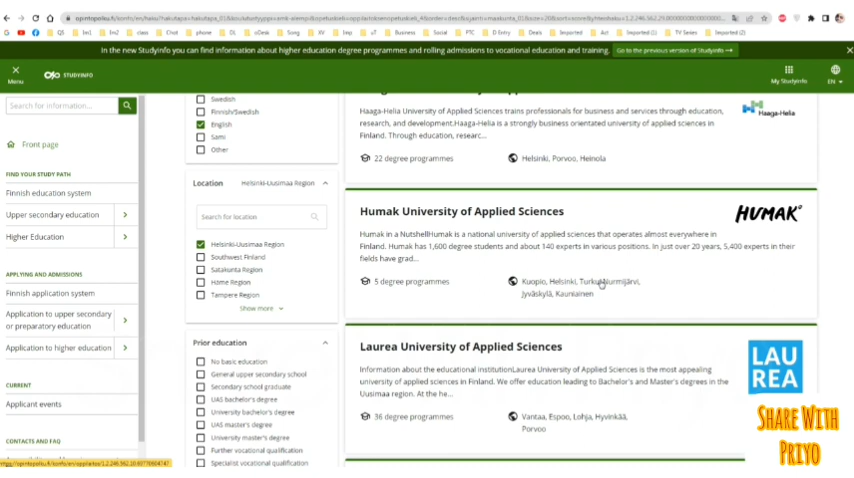 In the new Studyinfo you can find information about higher education degree programmes and rolling admissions to vocational education and training.
Go to the previous version of Studyinfo →
Menu
STUDYINFO
My Studyinfo
EN
Search for information...
Front page
FIND YOUR STUDY PATH
Finnish education system
Upper secondary education
Higher Education
APPLYING AND ADMISSIONS
Finnish application system
Application to upper secondary
or preparatory education
Application to higher education
CURRENT
Applicant events
CONTACTS AND FAQ
Swedish
Finnish/Swedish
English
Sami
Other
Location
Helsinki-Uusimaa Region
Search for location
Helsinki-Uusimaa Region
Southwest Finland
Satakunta Region
Häme Region
Tampere Region
Show more
Prior education
No basic education
General upper secondary school
Secondary school graduate
UAS bachelor's degree
University bachelor's degree
UAS master's degree
University master's degree
Further vocational qualification
Specialist vocational qualification
Haaga-Helia University of Applied Sciences trains professionals for business and services through education,
research, and development.Haaga-Helia is a strongly business orientated university of applied sciences in
Finland. Through education, researc...
22 degree programmes
Helsinki, Porvoo, Heinola
Haaga-Helia
Humak University of Applied Sciences
HUMAK
Humak in a NutshellHumak is a national university of applied sciences that operates almost everywhere in
Finland. Humak has 1,600 degree students and about 140 experts in various positions. In just over 20 years, 5,400 experts in their
fields have grad...
5 degree programmes
Kuopio, Helsinki, Turku, Nurmijärvi,
Jyväskylä, Kauniainen
Laurea University of Applied Sciences
LAU
REA
Information about the educational institutionLaurea University of Applied Sciences is the most appealing
university of applied sciences in Finland. We offer education leading to Bachelor's and Master's degrees in the
Uusimaa region. At the he...
36 degree programmes
Vantaa, Espoo, Lohja, Hyvinkää,
Porvoo
SHARE WITH
PRIYO